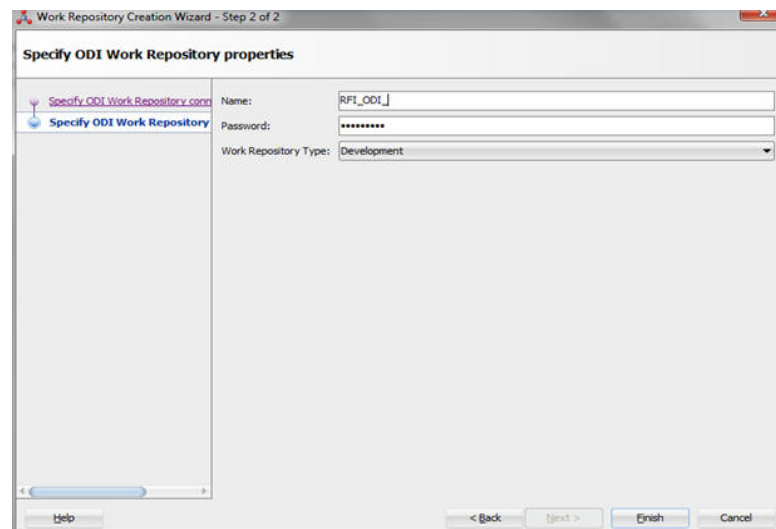 Work Repository Creation Wizard - Step 2 of 2
Specify ODI Work Repository properties
Specify ODI Work Repository conn
Specify ODI Work Repository
Name: RFI_ODI_
Password: •••••••••
Work Repository Type: Development
Help
< Back
Next >
Finish
Cancel